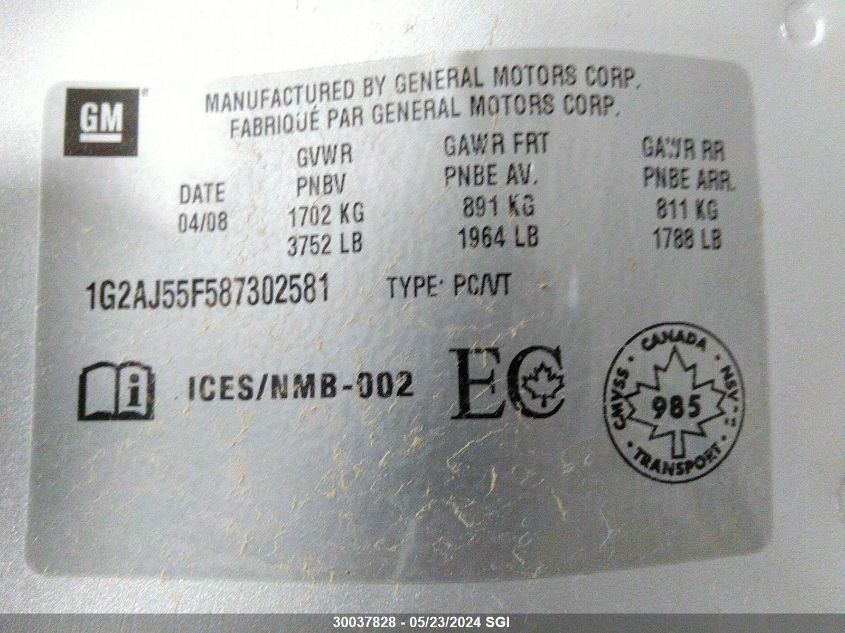 GM
MANUFACTURED BY GENERAL MOTORS CORP.
FABRIQUÉ PAR GENERAL MOTORS CORP.
GVWR GAWR FRT GAWR RR
DATE PNBV PNBE AV. PNBE ARR.
04/08 1702 KG 891 KG 811 KG
3752 LB 1964 LB 1788 LB
1G2AJ55F587302581 TYPE: PC/VT
i ICES/NMB-002 EC
CANADA
CMVSS · NSV
985
TRANSPORT
30037828 - 05/23/2024 SGI